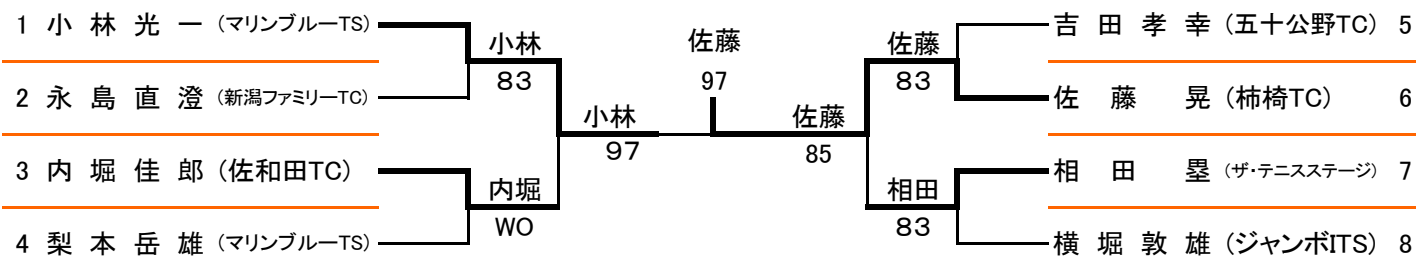 1 小林光一 (マリンブルーTS)
2 永島直澄 (新潟ファミリーTC)
3 内堀佳郎 (佐和田TC)
4 梨本岳雄 (マリンブルーTS)
小林
83
内堀
WO
小林
97
佐藤
97
佐藤
85
佐藤
83
相田
83
吉田孝幸 (五十公野TC) 5
佐藤晃 (柿椅TC) 6
相田塁 (ザ・テニスステージ) 7
横堀敦雄 (ジャンボITS) 8